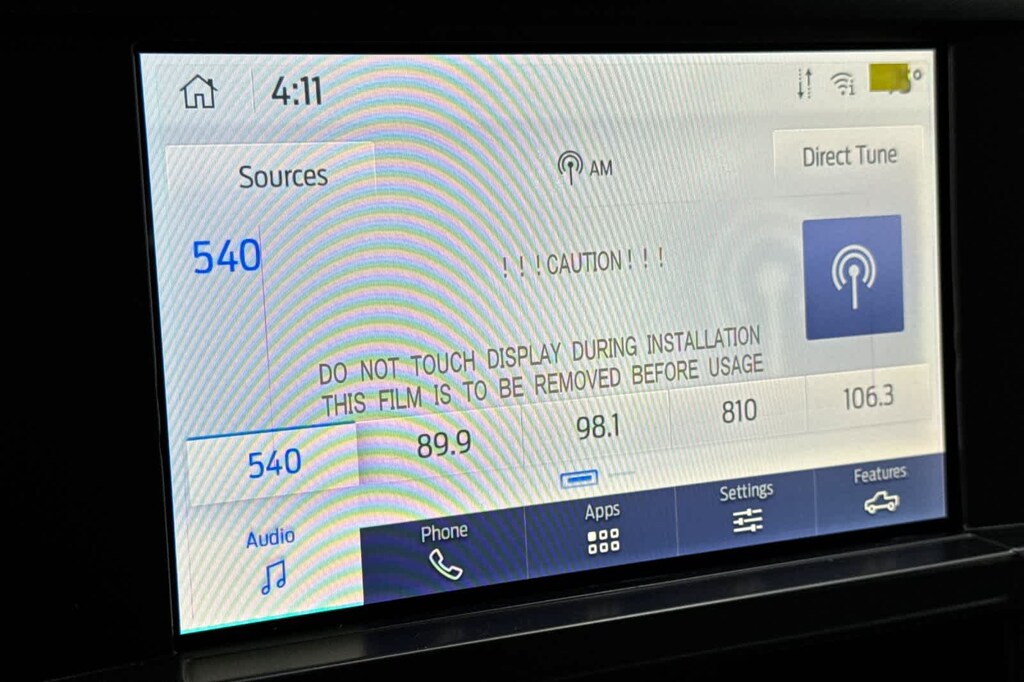 4:11
Sources
AM
Direct Tune
540
! ! ! CAUTION ! ! !
DO NOT TOUCH DISPLAY DURING INSTALLATION
THIS FILM IS TO BE REMOVED BEFORE USAGE
540
89.9
98.1
810
106.3
Audio
Phone
Apps
Settings
Features